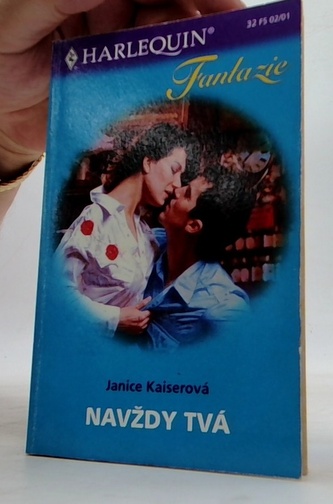 HARLEQUIN®
32 FS 02/01
Fantazie
Janice Kaiserová
NAVŽDY TVÁ